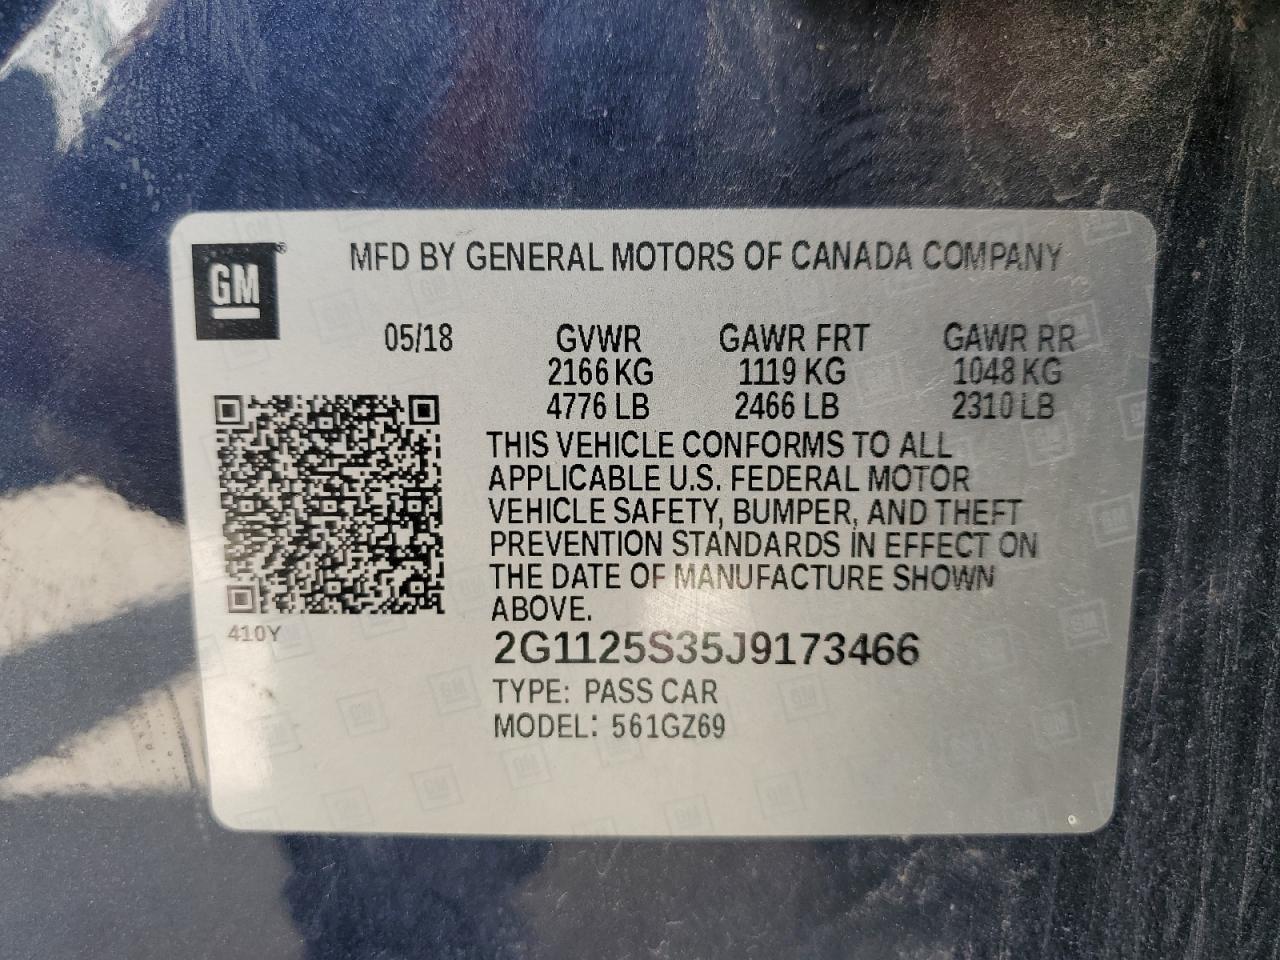 GM®
MFD BY GENERAL MOTORS OF CANADA COMPANY
05/18 GVWR GAWR FRT GAWR RR
2166 KG 1119 KG 1048 KG
4776 LB 2466 LB 2310 LB
THIS VEHICLE CONFORMS TO ALL
APPLICABLE U.S. FEDERAL MOTOR
VEHICLE SAFETY, BUMPER, AND THEFT
PREVENTION STANDARDS IN EFFECT ON
THE DATE OF MANUFACTURE SHOWN
ABOVE.
410Y
2G1125S35J9173466
TYPE: PASS CAR
MODEL: 561GZ69